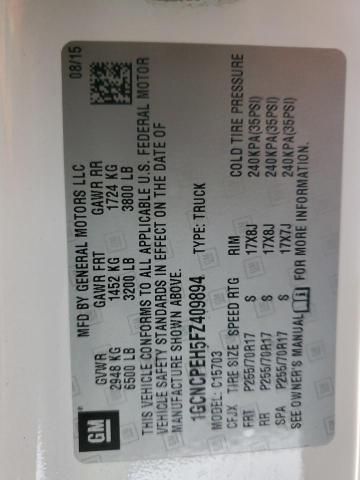 GM
MFD BY GENERAL MOTORS LLC 08/15
GVWR GAWR FRT GAWR RR
2948 KG 1452 KG 1724 KG
6500 LB 3200 LB 3800 LB
THIS VEHICLE CONFORMS TO ALL APPLICABLE U.S. FEDERAL MOTOR
VEHICLE SAFETY STANDARDS IN EFFECT ON THE DATE OF
MANUFACTURE SHOWN ABOVE.
1GCNCPEH5FZ409894 TYPE: TRUCK
MODEL: C15703
CFJX TIRE SIZE SPEED RTG RIM COLD TIRE PRESSURE
FRT P255/70R17 S 17X8J 240KPA(35PSI)
RR P255/70R17 S 17X8J 240KPA(35PSI)
SPA P255/70R17 S 17X7J 240KPA(35PSI)
SEE OWNER'S MANUAL FOR MORE INFORMATION.